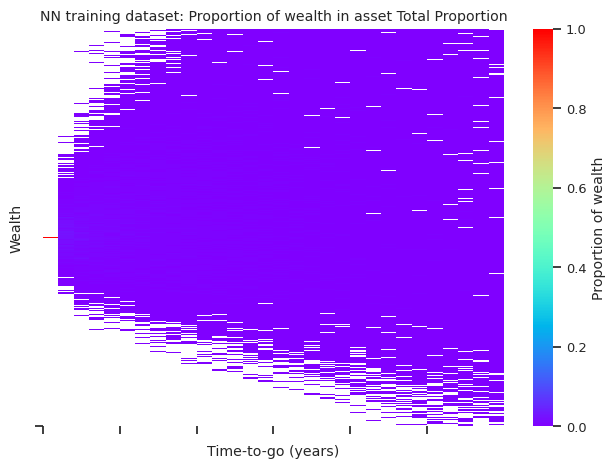 NN training dataset: Proportion of wealth in asset Total Proportion
Wealth
Time-to-go (years)
1.0
0.8
0.6
0.4
0.2
0.0
Proportion of wealth